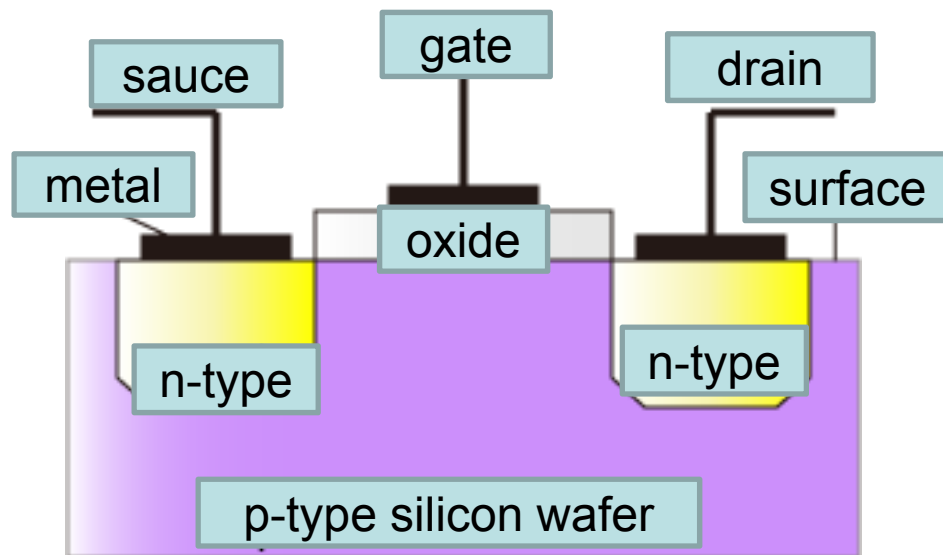 gate
sauce
drain
metal
surface
oxide
n-type
n-type
p-type silicon wafer